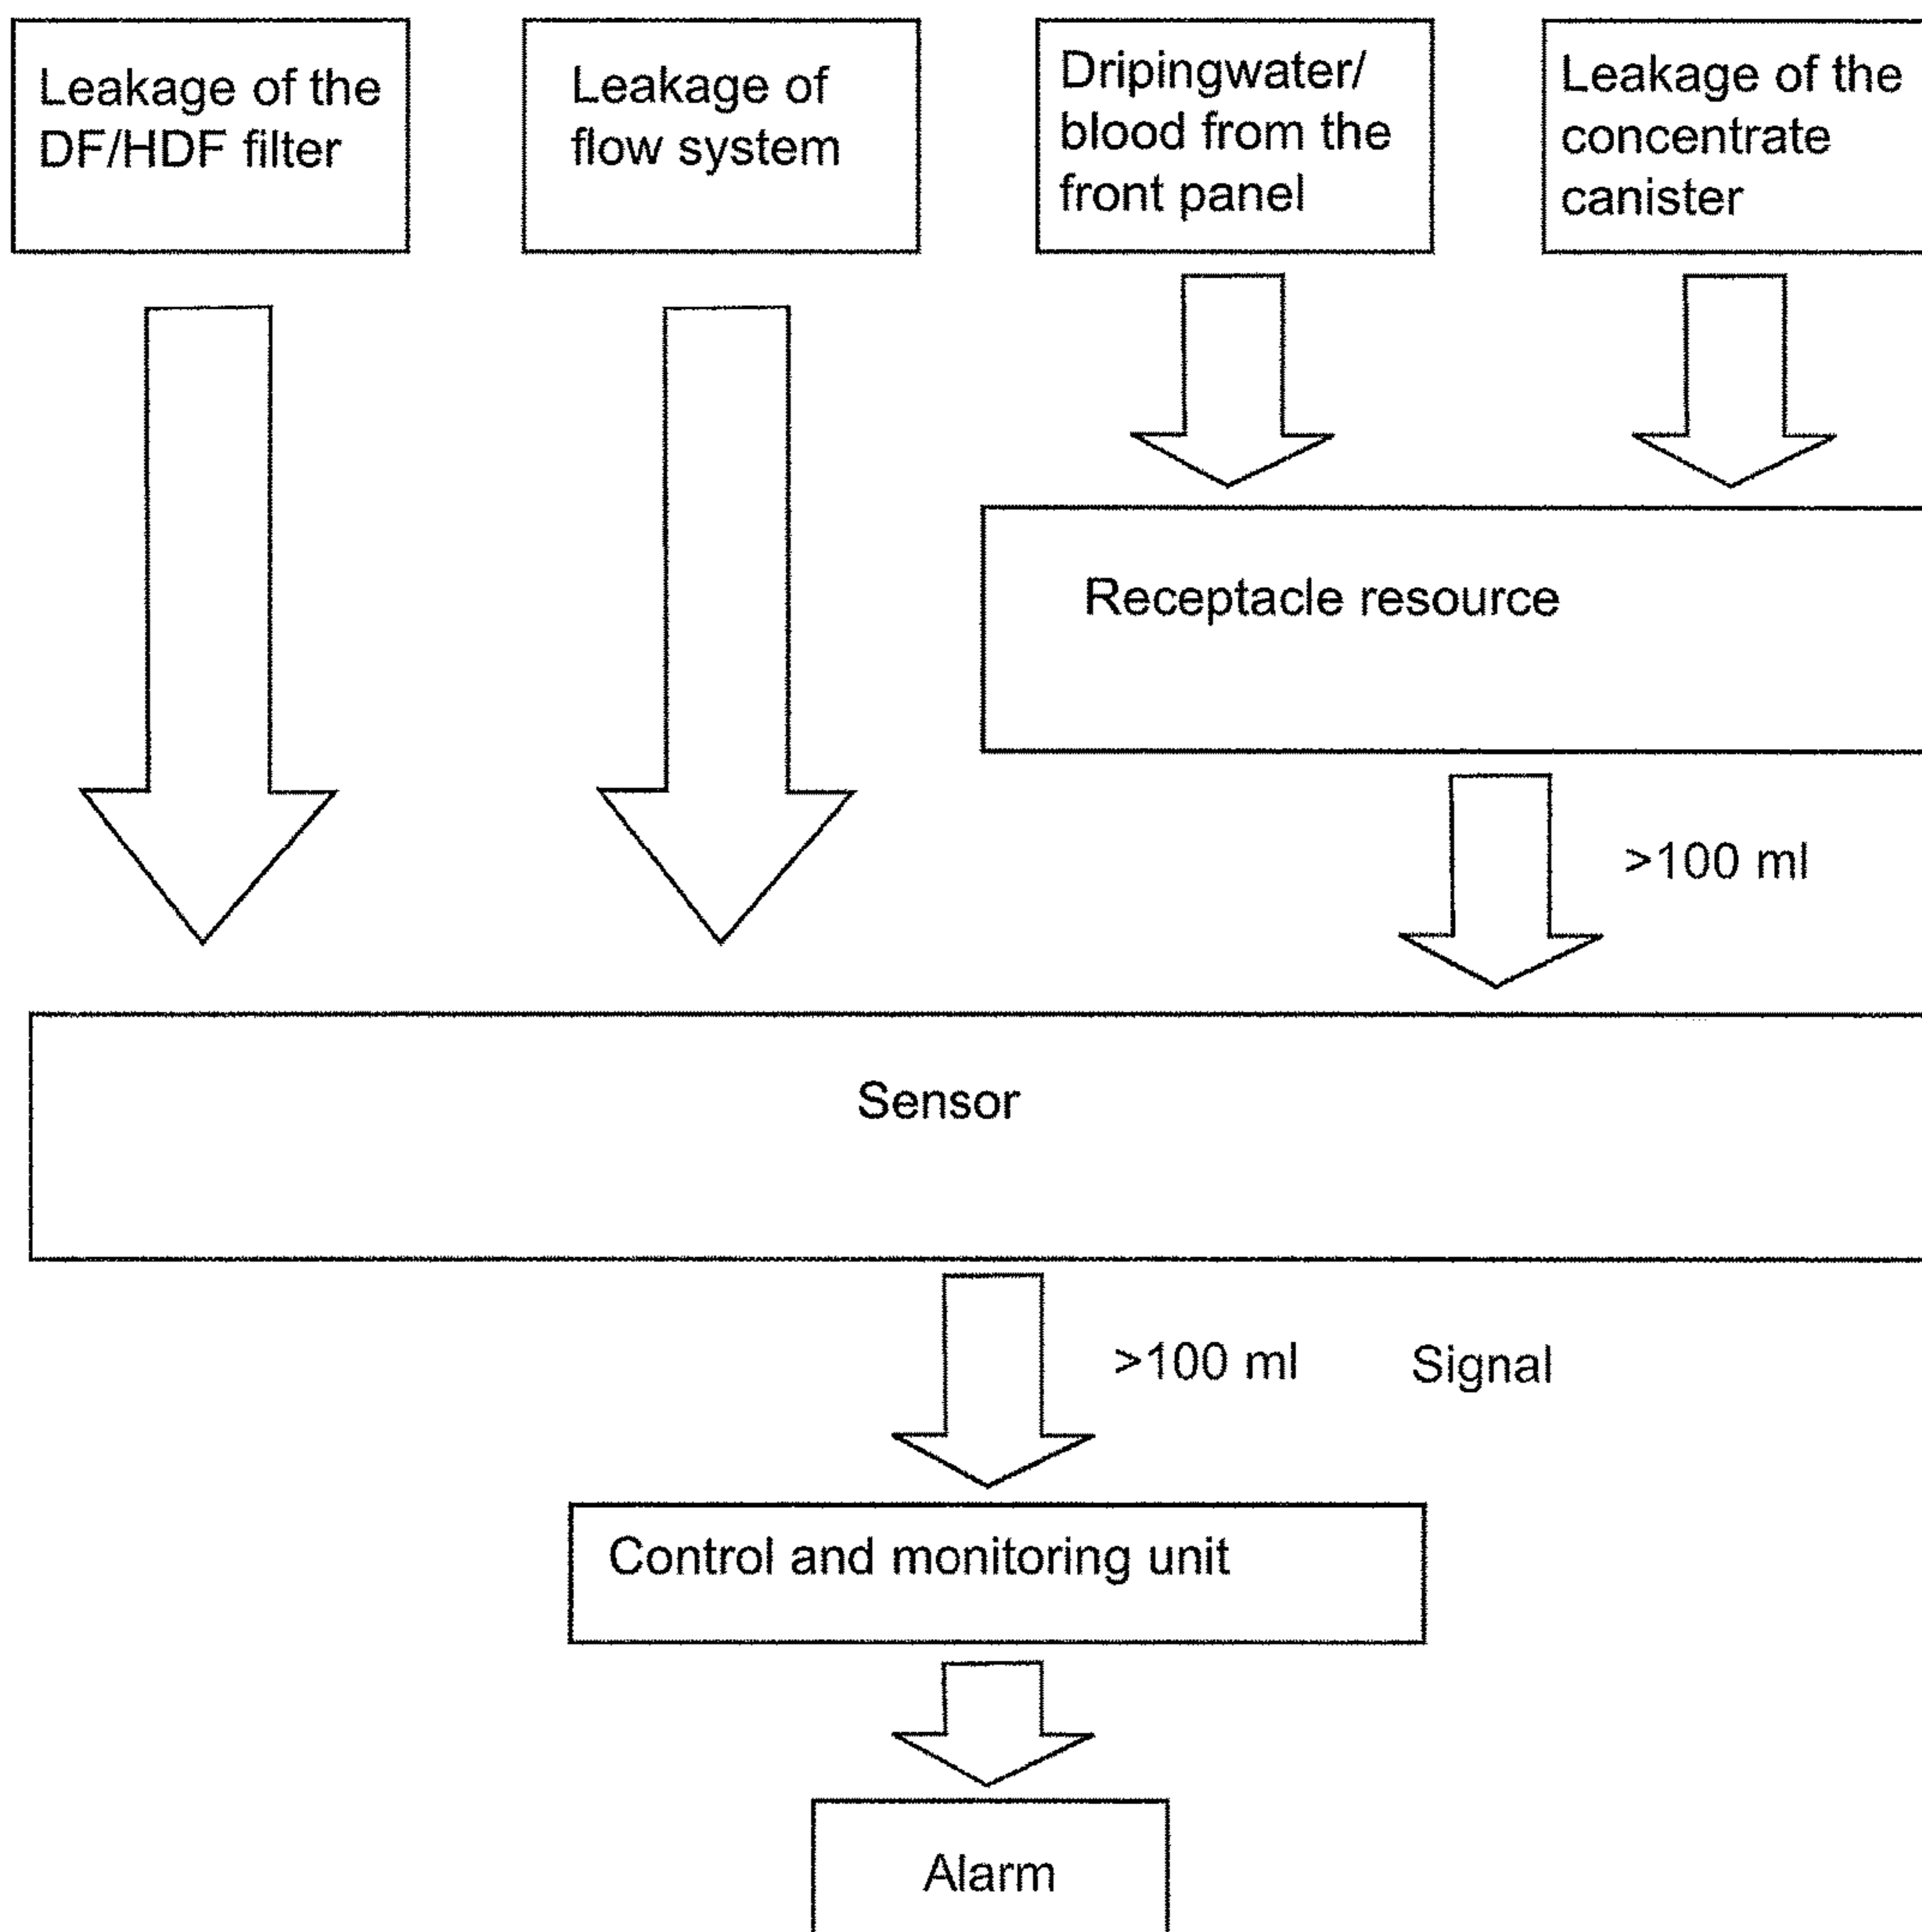 Leakage of the
DF/HDF filter
Leakage of
flow system
Dripingwater/
blood from the
front panel
Leakage of the
concentrate
canister
Receptacle resource
>100 ml
Sensor
>100 ml Signal
Control and monitoring unit
Alarm